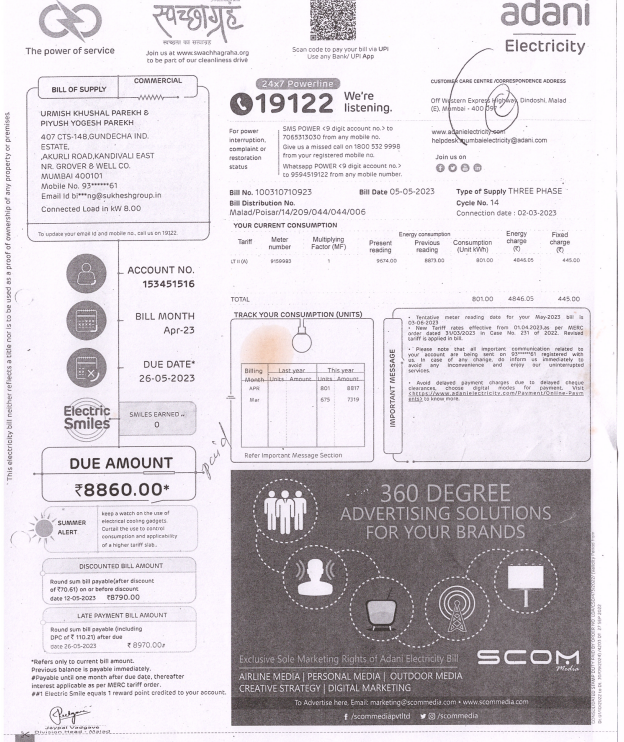 The power of service
स्वच्छाग्रह
स्वच्छता का सत्याग्रह
Join us at www.swachhagraha.org
to be part of our cleanliness drive
Scan code to pay your bill via UPI
Use any Bank/ UPI App
adani
Electricity
BILL OF SUPPLY
COMMERCIAL
URMISH KHUSHAL PAREKH &
PIYUSH YOGESH PAREKH
407 CTS-148,GUNDECHA IND.
ESTATE,
,AKURLI ROAD,KANDIVALI EAST
NR. GROVER & WELL CO.
MUMBAI 400101
Mobile No. 93******61
Email Id bi***ng@sukheshgroup.in
Connected Load in kW 8.00
To update your email id and mobile no., call us on 19122.
24x7 Powerline
19122 We're
listening.
CUSTOMER CARE CENTRE /CORRESPONDENCE ADDRESS
Off Western Express Highway, Dindoshi, Malad
(E), Mumbai - 400 097
www.adanielectricity.com
helpdesk.mumbaielectricity@adani.com
Join us on
For power
interruption,
complaint or
restoration
status
SMS POWER <9 digit account no.> to
7065313030 from any mobile no.
Give us a missed call on 1800 532 9998
from your registered mobile no.
Whatsapp POWER <9 digit account no.>
to 9594519122 from any mobile number.
Bill No. 100310710923
Bill Date 05-05-2023
Type of Supply THREE PHASE
Bill Distribution No.
Malad/Poisar/14/209/044/044/006
Cycle No. 14
Connection date : 02-03-2023
YOUR CURRENT CONSUMPTION
Tariff
Meter
number
Multiplying
Factor (MF)
Energy consumption
Present
reading
Previous
reading
Consumption
(Unit kWh)
Energy
charge
(₹)
Fixed
charge
(₹)
LT II (A) 9159983 1 9674.00 8873.00 801.00 4846.05 445.00
TOTAL 801.00 4846.05 445.00
ACCOUNT NO.
153451516
BILL MONTH
Apr-23
DUE DATE*
26-05-2023
Electric
Smiles
SMILES EARNED ##
0
DUE AMOUNT
₹8860.00*
paid
SUMMER
ALERT
keep a watch on the use of
electrical cooling gadgets.
Curtail the use to control
consumption and applicability
of a higher tariff slab.
DISCOUNTED BILL AMOUNT
Round sum bill payable(after discount
of ₹70.61) on or before discount
date 12-05-2023 ₹8790.00
LATE PAYMENT BILL AMOUNT
Round sum bill payable (including
DPC of ₹ 110.21) after due
date 26-05-2023 ₹ 8970.00#
*Refers only to current bill amount.
Previous balance is payable immediately.
#Payable until one month after due date, thereafter
interest applicable as per MERC tariff order.
##1 Electric Smile equals 1 reward point credited to your account.
Jaypal Vadgave
Division Head - Malad
TRACK YOUR CONSUMPTION (UNITS)
Billing Last year This year
Month Units Amount Units Amount
APR 801 8817
Mar 675 7319
Refer Important Message Section
IMPORTANT MESSAGE
• Tentative meter reading date for your May-2023 bill is
03-06-2023
• New Tariff rates effective from 01.04.2023,as per MERC
order dated 31/03/2023 in Case No. 231 of 2022. Revised
tariff is applied in bill.
• Please note that all important communication related to
your account are being sent on 93******61 registered with
us. In case of any change, do inform us immediately to
avoid any inconvenience and enjoy our uninterrupted
services.
• Avoid delayed payment charges due to delayed cheque
clearances, choose digital modes for payment. Visit
<https://www.adanielectricity.com/Payment/Online-Paym
ents> to know more.
360 DEGREE
ADVERTISING SOLUTIONS
FOR YOUR BRANDS
Exclusive Sole Marketing Rights of Adani Electricity Bill
AIRLINE MEDIA | PERSONAL MEDIA | OUTDOOR MEDIA
CREATIVE STRATEGY | DIGITAL MARKETING
SCOM
Media
To Advertise here, Email: marketing@scommedia.com • www.scommedia.com
/scommediapvtltd /scommedia
This electricity bill neither reflects a title nor is to be used as a proof of ownership of any property or premises.